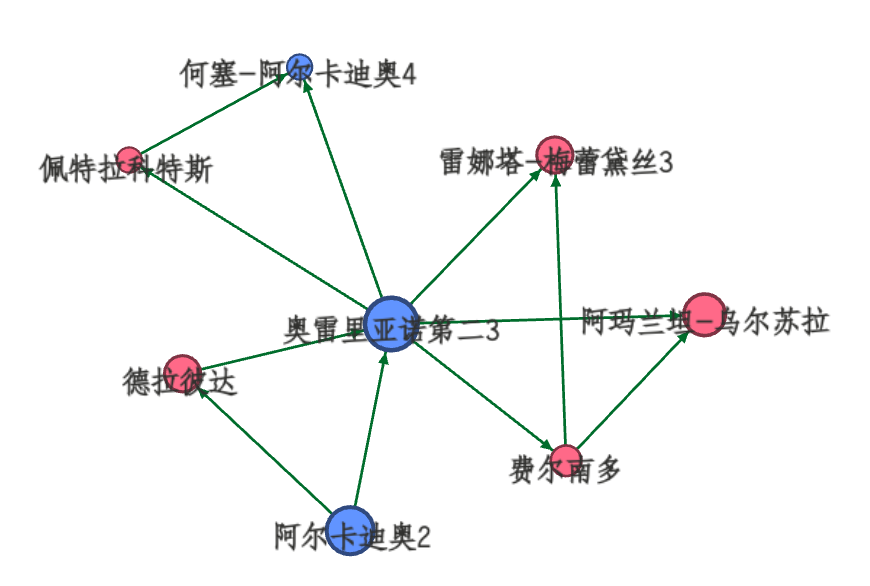 何塞-阿尔卡迪奥4
雷娜塔-梅蕾黛丝3
佩特拉科特斯
奥雷里亚诺第二3
阿玛兰坦-乌尔苏拉
德拉彼达
费尔南多
阿尔卡迪奥2